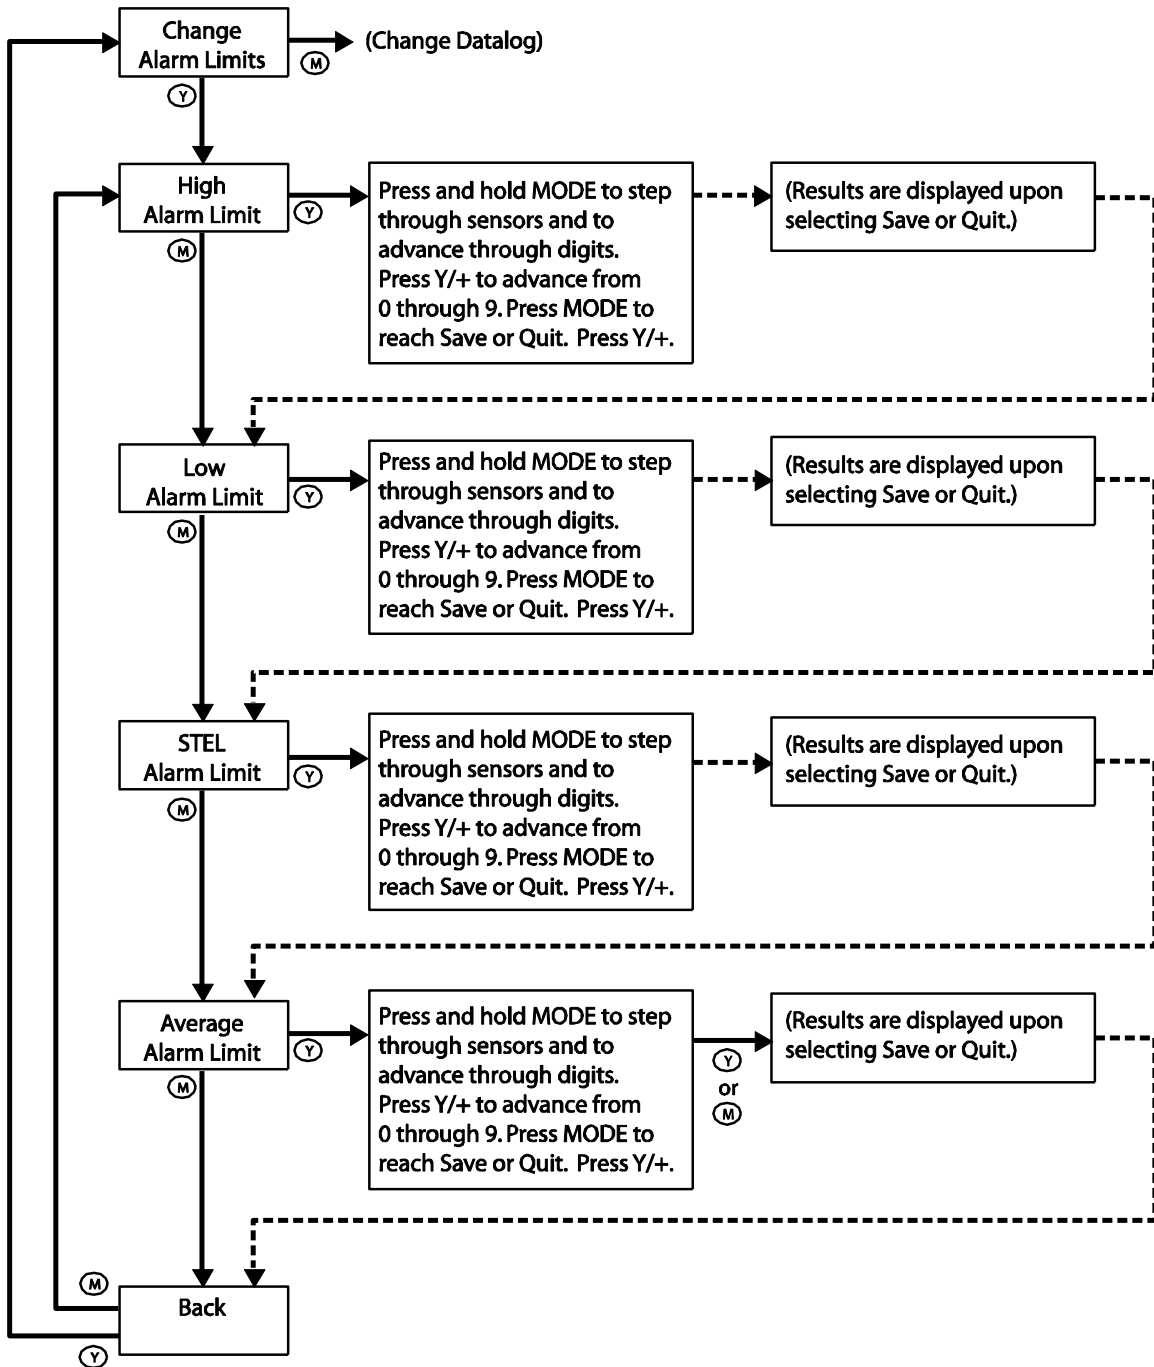 Change
Alarm Limits
M
(Change Datalog)
Y
High
Alarm Limit
Y
M
Press and hold MODE to step
through sensors and to
advance through digits.
Press Y/+ to advance from
0 through 9. Press MODE to
reach Save or Quit. Press Y/+.
(Results are displayed upon
selecting Save or Quit.)
Low
Alarm Limit
Y
M
Press and hold MODE to step
through sensors and to
advance through digits.
Press Y/+ to advance from
0 through 9. Press MODE to
reach Save or Quit. Press Y/+.
(Results are displayed upon
selecting Save or Quit.)
STEL
Alarm Limit
Y
M
Press and hold MODE to step
through sensors and to
advance through digits.
Press Y/+ to advance from
0 through 9. Press MODE to
reach Save or Quit. Press Y/+.
(Results are displayed upon
selecting Save or Quit.)
Average
Alarm Limit
Y
M
Press and hold MODE to step
through sensors and to
advance through digits.
Press Y/+ to advance from
0 through 9. Press MODE to
reach Save or Quit. Press Y/+.
Y
or
M
(Results are displayed upon
selecting Save or Quit.)
M
Back
Y